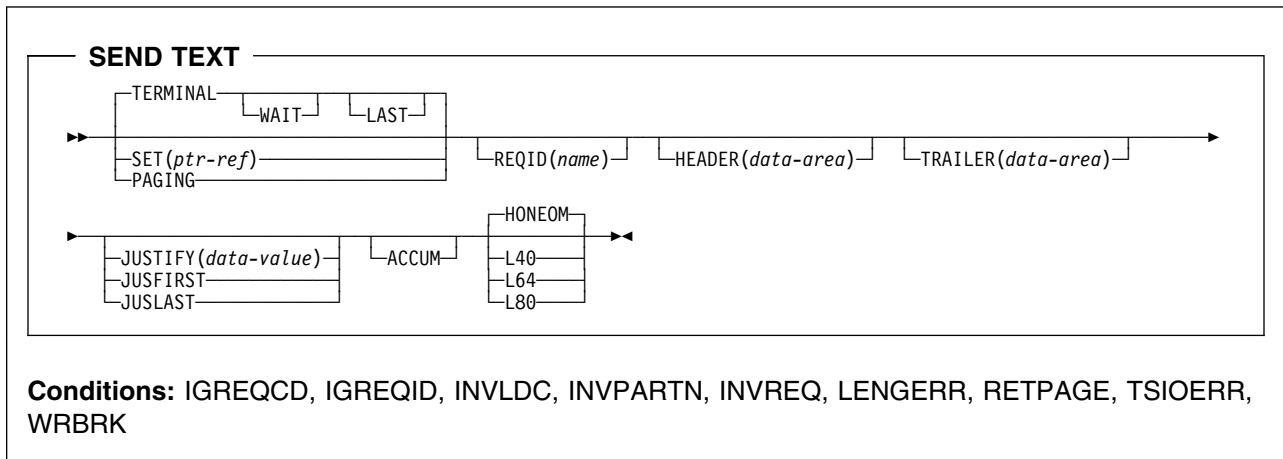 SEND TEXT
TERMINAL WAIT LAST
SET(ptr-ref) REQID(name) HEADER(data-area) TRAILER(data-area)
PAGING
HONEOM
JUSTIFY(data-value) ACCUM L40
JUSFIRST L64
JUSLAST L80
Conditions: IGREQCD, IGREQID, INVLDC, INVPARTN, INVREQ, LENGERR, RETPAGE, TSIOERR,
WRBRK